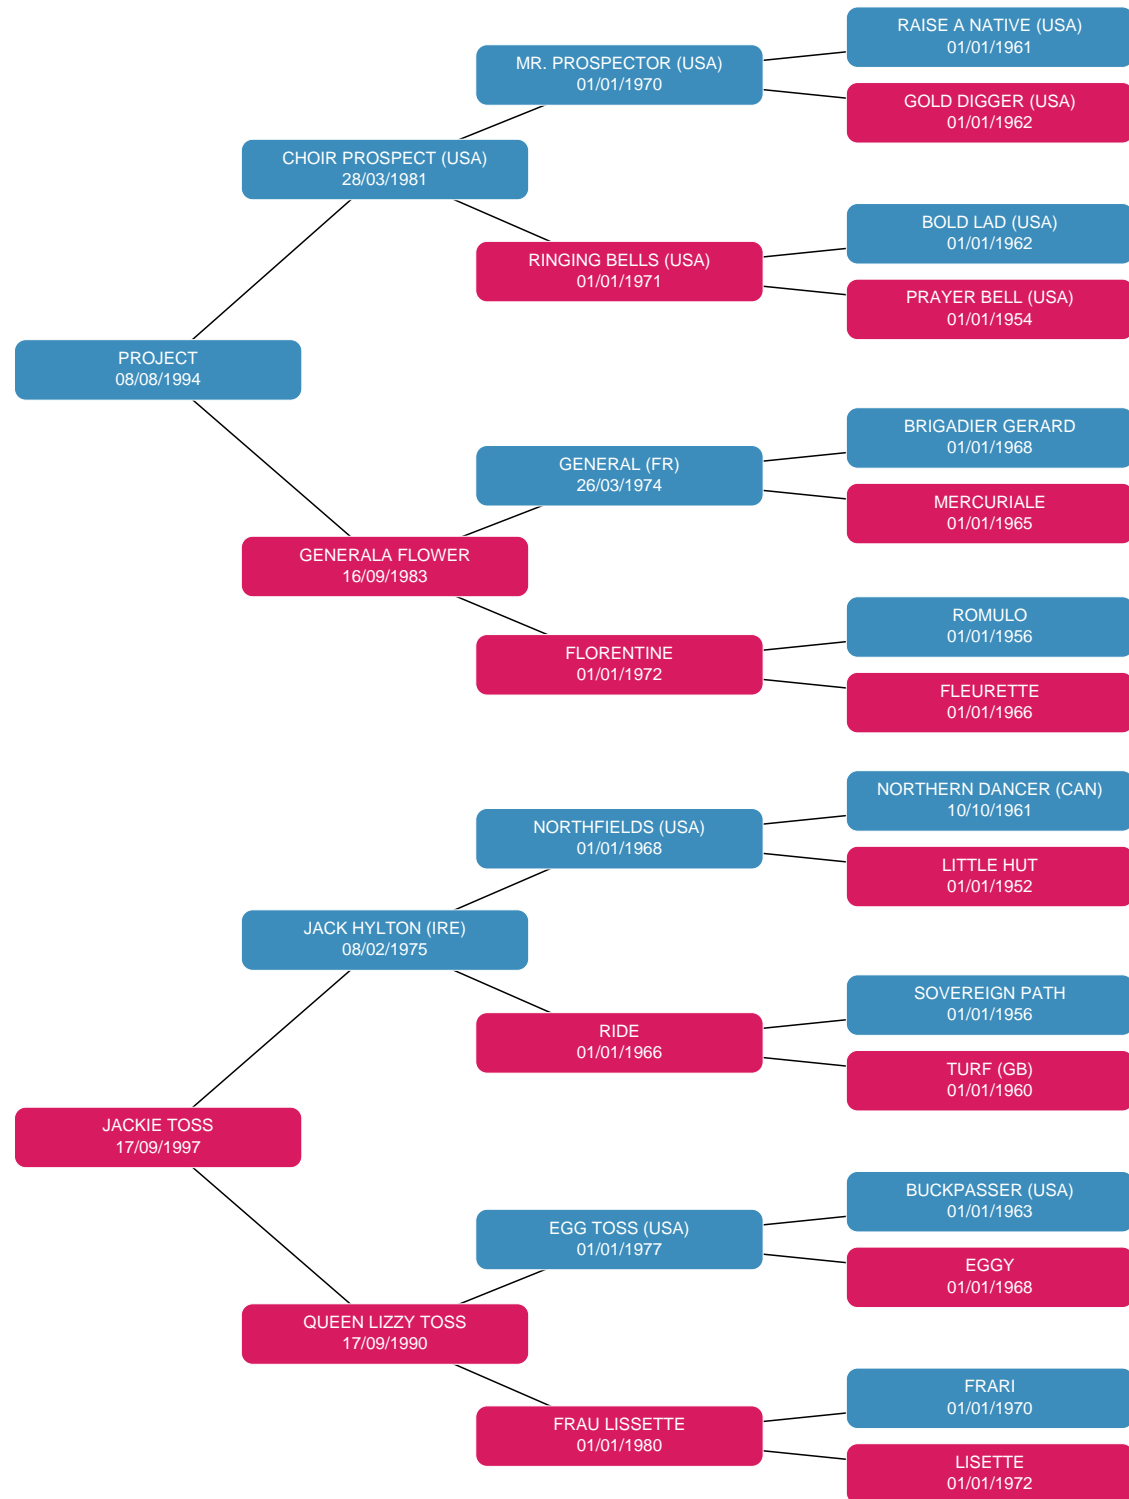 RAISE A NATIVE (USA)
01/01/1961
MR. PROSPECTOR (USA)
01/01/1970
GOLD DIGGER (USA)
01/01/1962
CHOIR PROSPECT (USA)
28/03/1981
BOLD LAD (USA)
01/01/1962
RINGING BELLS (USA)
01/01/1971
PRAYER BELL (USA)
01/01/1954
PROJECT
08/08/1994
BRIGADIER GERARD
01/01/1968
GENERAL (FR)
26/03/1974
MERCURIALE
01/01/1965
GENERALA FLOWER
16/09/1983
ROMULO
01/01/1956
FLORENTINE
01/01/1972
FLEURETTE
01/01/1966
NORTHERN DANCER (CAN)
10/10/1961
NORTHFIELDS (USA)
01/01/1968
LITTLE HUT
01/01/1952
JACK HYLTON (IRE)
08/02/1975
SOVEREIGN PATH
01/01/1956
RIDE
01/01/1966
TURF (GB)
01/01/1960
JACKIE TOSS
17/09/1997
BUCKPASSER (USA)
01/01/1963
EGG TOSS (USA)
01/01/1977
EGGY
01/01/1968
QUEEN LIZZY TOSS
17/09/1990
FRARI
01/01/1970
FRAU LISSETTE
01/01/1980
LISETTE
01/01/1972